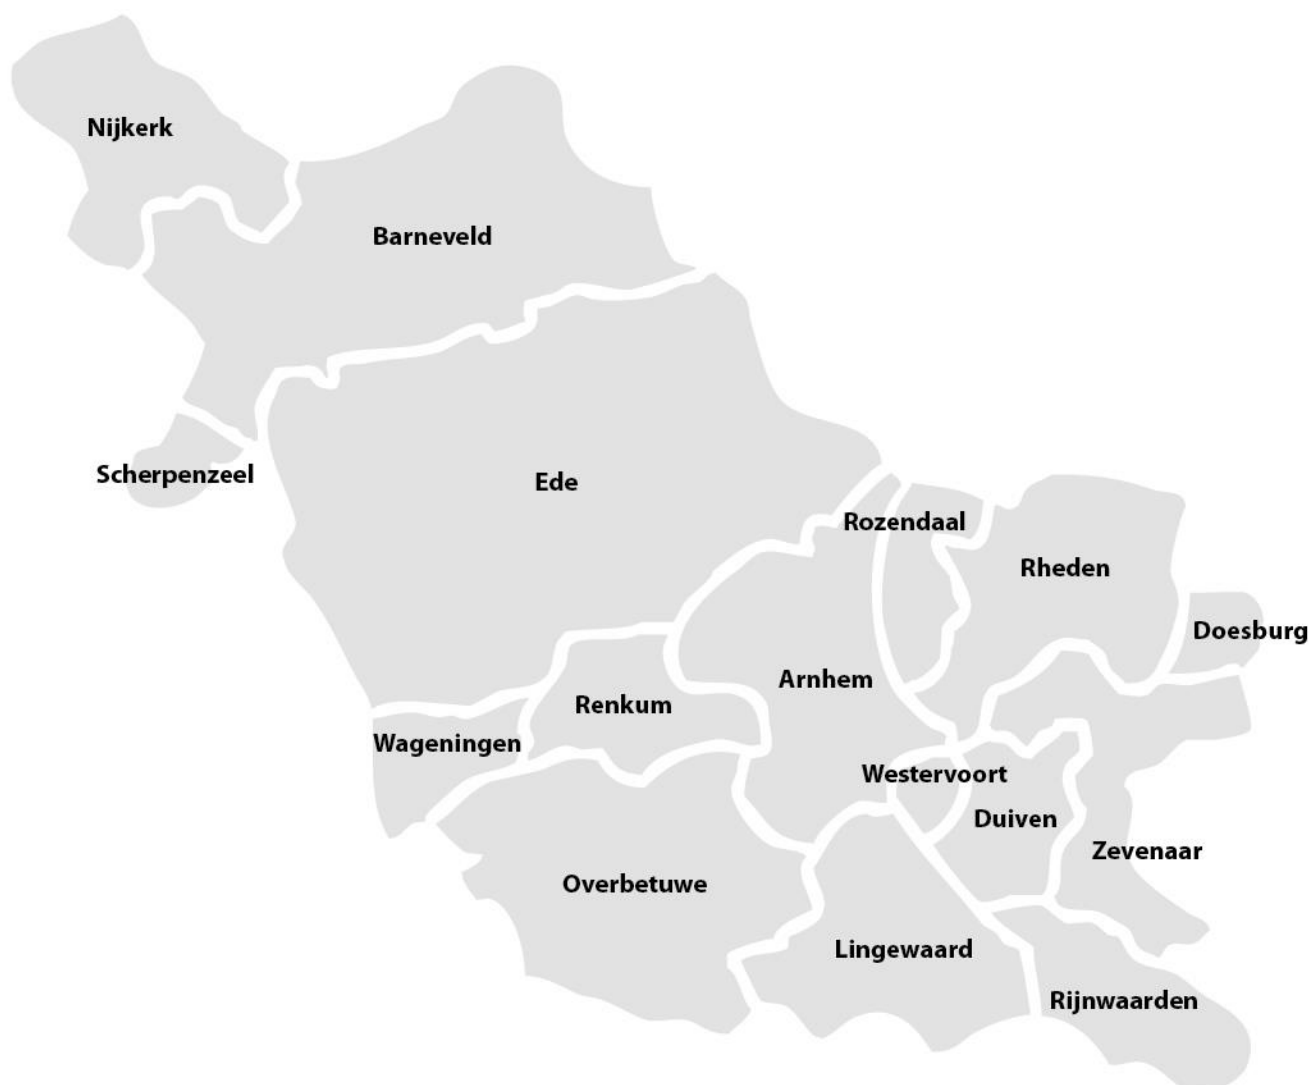 Nijkerk
Barneveld
Scherpenzeel
Ede
Rozendaal
Rheden
Doesburg
Arnhem
Renkum
Wageningen
Westervoort
Duiven
Zevenaar
Overbetuwe
Lingewaard
Rijnwaarden